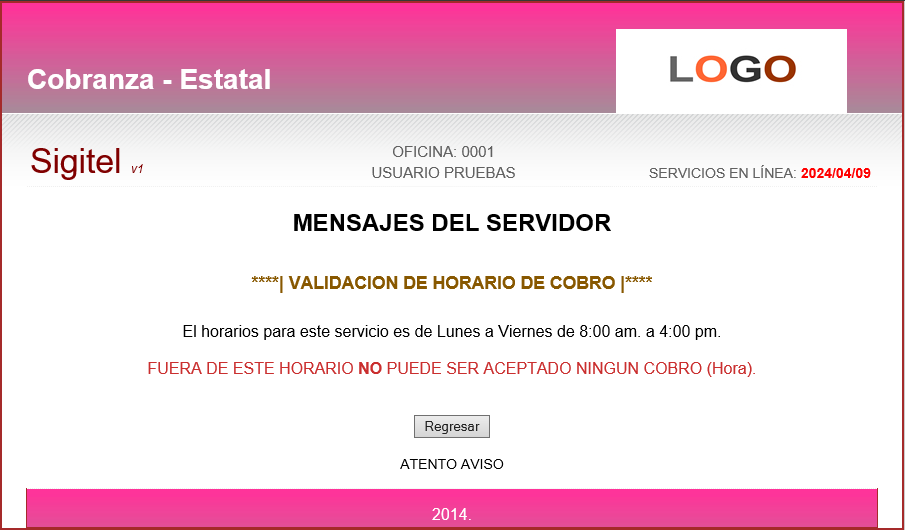 Cobranza - Estatal
LOGO
Sigitel v1
OFICINA: 0001
USUARIO PRUEBAS
SERVICIOS EN LÍNEA: 2024/04/09
MENSAJES DEL SERVIDOR
****| VALIDACION DE HORARIO DE COBRO |****
El horarios para este servicio es de Lunes a Viernes de 8:00 am. a 4:00 pm.
FUERA DE ESTE HORARIO NO PUEDE SER ACEPTADO NINGUN COBRO (Hora).
Regresar
ATENTO AVISO
2014.